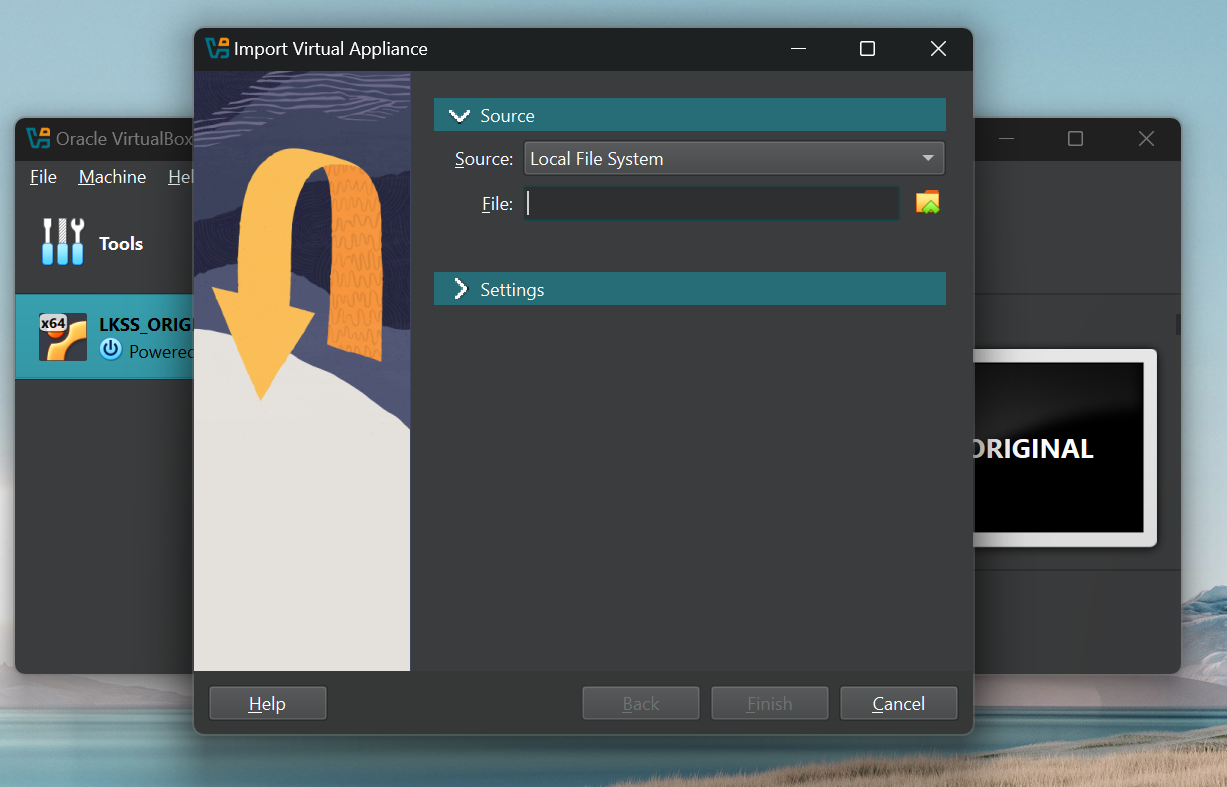 Import Virtual Appliance
Oracle VirtualBox
File Machine Hel
Tools
x64
LKSS_ORIG
Powered
Source
Source: Local File System
File:
Settings
ORIGINAL
Help Back Finish Cancel